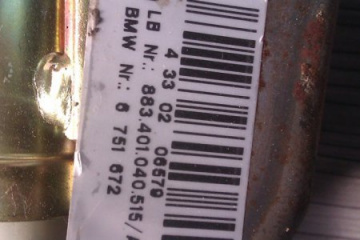 4 33 02 06579
LB Nr.: 883.401.040.515/
BMW Nr.: 6 751 672